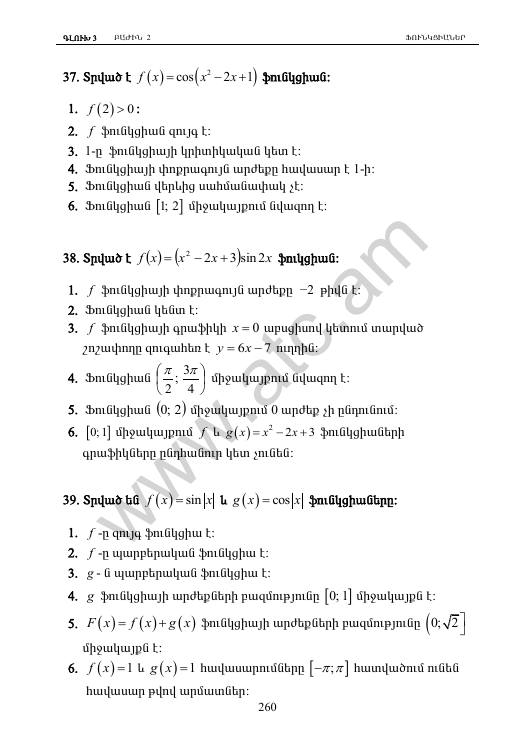 ԳԼՈՒԽ 3 ԲԱԺԻՆ 2 ՖՈՒՆԿՑԻԱՆԵՐ
37. Տրված է f(x)=cos(x²−2x+1) ֆունկցիան:
1. f(2)>0:
2. f ֆունկցիան զույգ է:
3. 1-ը ֆունկցիայի կրիտիկական կետ է:
4. Ֆունկցիայի փոքրագույն արժեքը հավասար է 1-ի:
5. Ֆունկցիան վերևից սահմանափակ չէ:
6. Ֆունկցիան [1; 2] միջակայքում նվազող է:
38. Տրված է f(x)=(x²−2x+3)sin2x ֆուկցիան:
1. f ֆունկցիայի փոքրագույն արժեքը −2 թիվն է:
2. Ֆունկցիան կենտ է:
3. f ֆունկցիայի գրաֆիկի x=0 աբսցիսով կետում տարված
շոշափողը զուգահեռ է y=6x−7 ուղղին:
4. Ֆունկցիան (π/2; 3π/4) միջակայքում նվազող է:
5. Ֆունկցիան (0; 2) միջակայքում 0 արժեք չի ընդունում:
6. [0;1] միջակայքում f և g(x)=x²−2x+3 ֆունկցիաների
գրաֆիկները ընդհանուր կետ չունեն:
39. Տրված են f(x)=sin|x| և g(x)=cos|x| ֆունկցիաները:
1. f -ը զույգ ֆունկցիա է:
2. f -ը պարբերական ֆունկցիա է:
3. g - ն պարբերական ֆունկցիա է:
4. g ֆունկցիայի արժեքների բազմությունը [0; 1] միջակայքն է:
5. F(x)=f(x)+g(x) ֆունկցիայի արժեքների բազմությունը (0; √2]
միջակայքն է:
6. f(x)=1 և g(x)=1 հավասարումները [−π;π] հատվածում ունեն
հավասար թվով արմատներ:
260
www.atc.am